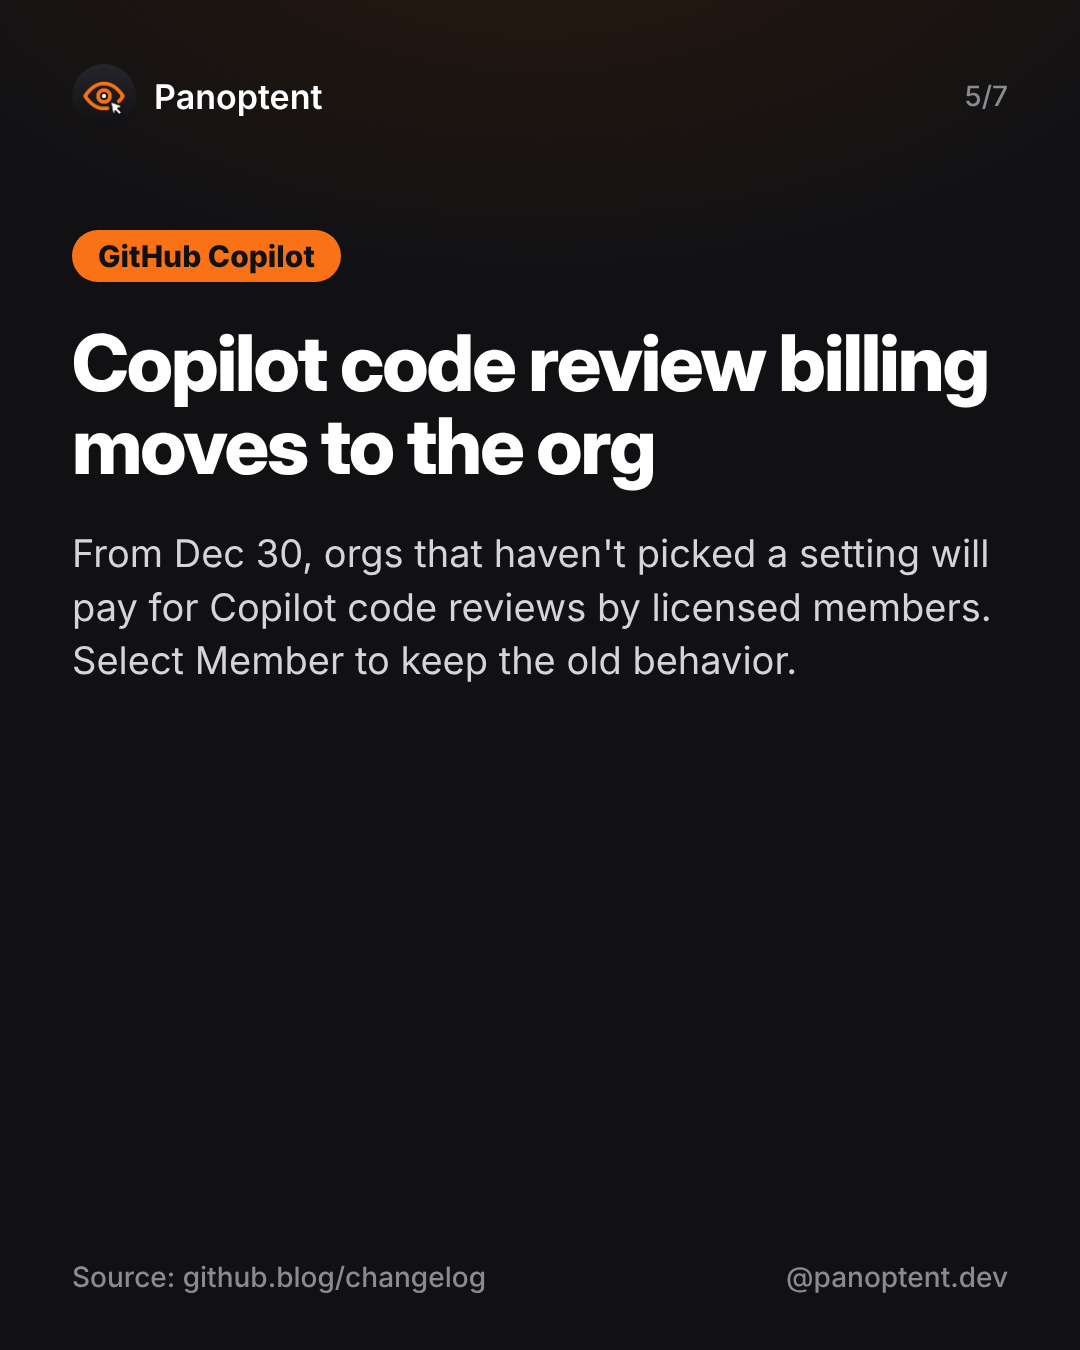 Panoptent
5/7
GitHub Copilot
Copilot code review billing
moves to the org
From Dec 30, orgs that haven't picked a setting will
pay for Copilot code reviews by licensed members.
Select Member to keep the old behavior.
Source: github.blog/changelog
@panoptent.dev